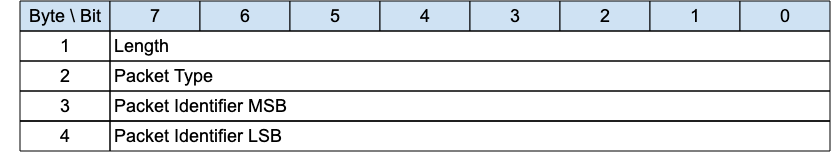 Byte \ Bit 7 6 5 4 3 2 1 0
1 Length
2 Packet Type
3 Packet Identifier MSB
4 Packet Identifier LSB